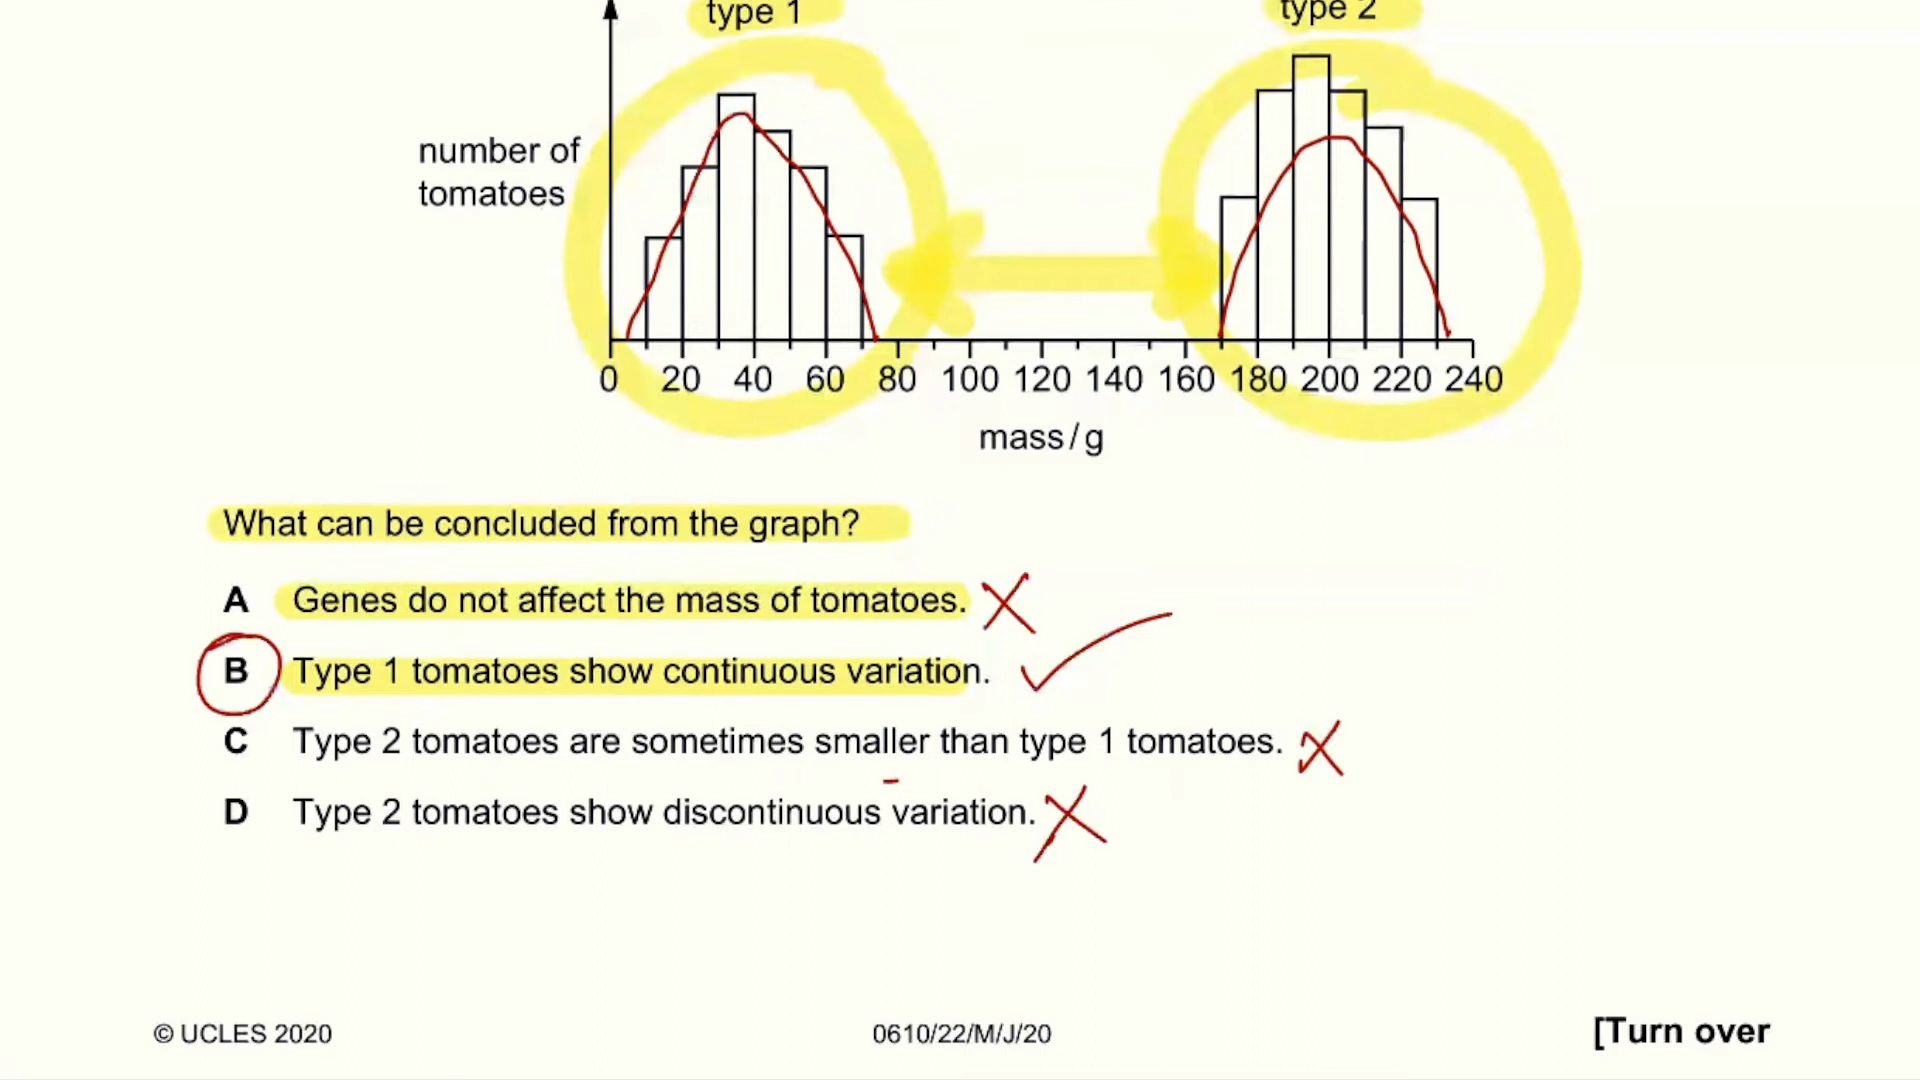 type 1
type 2
number of
tomatoes
0 20 40 60 80 100 120 140 160 180 200 220 240
mass / g
What can be concluded from the graph?
A Genes do not affect the mass of tomatoes.
B Type 1 tomatoes show continuous variation.
C Type 2 tomatoes are sometimes smaller than type 1 tomatoes.
D Type 2 tomatoes show discontinuous variation.
© UCLES 2020
0610/22/M/J/20
[Turn over